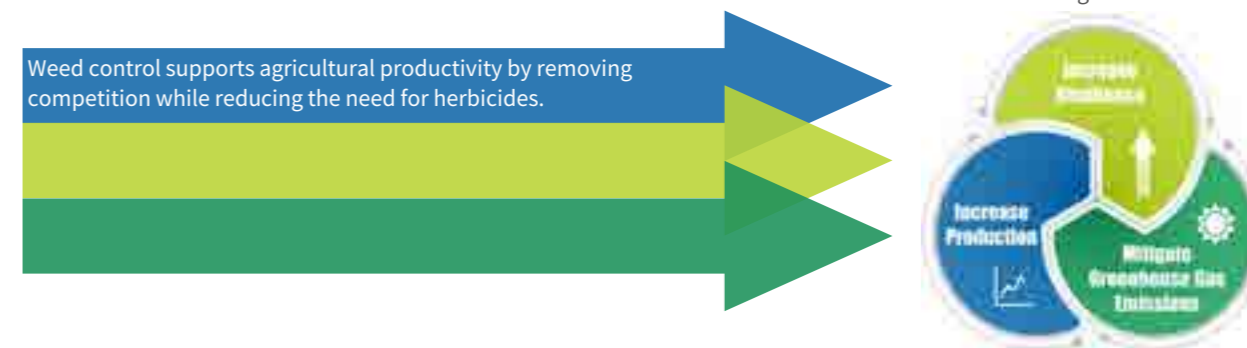 Weed control supports agricultural productivity by removing
competition while reducing the need for herbicides.
Increase
Increase
Production
Mitigate
Greenhouse Gas
Emissions